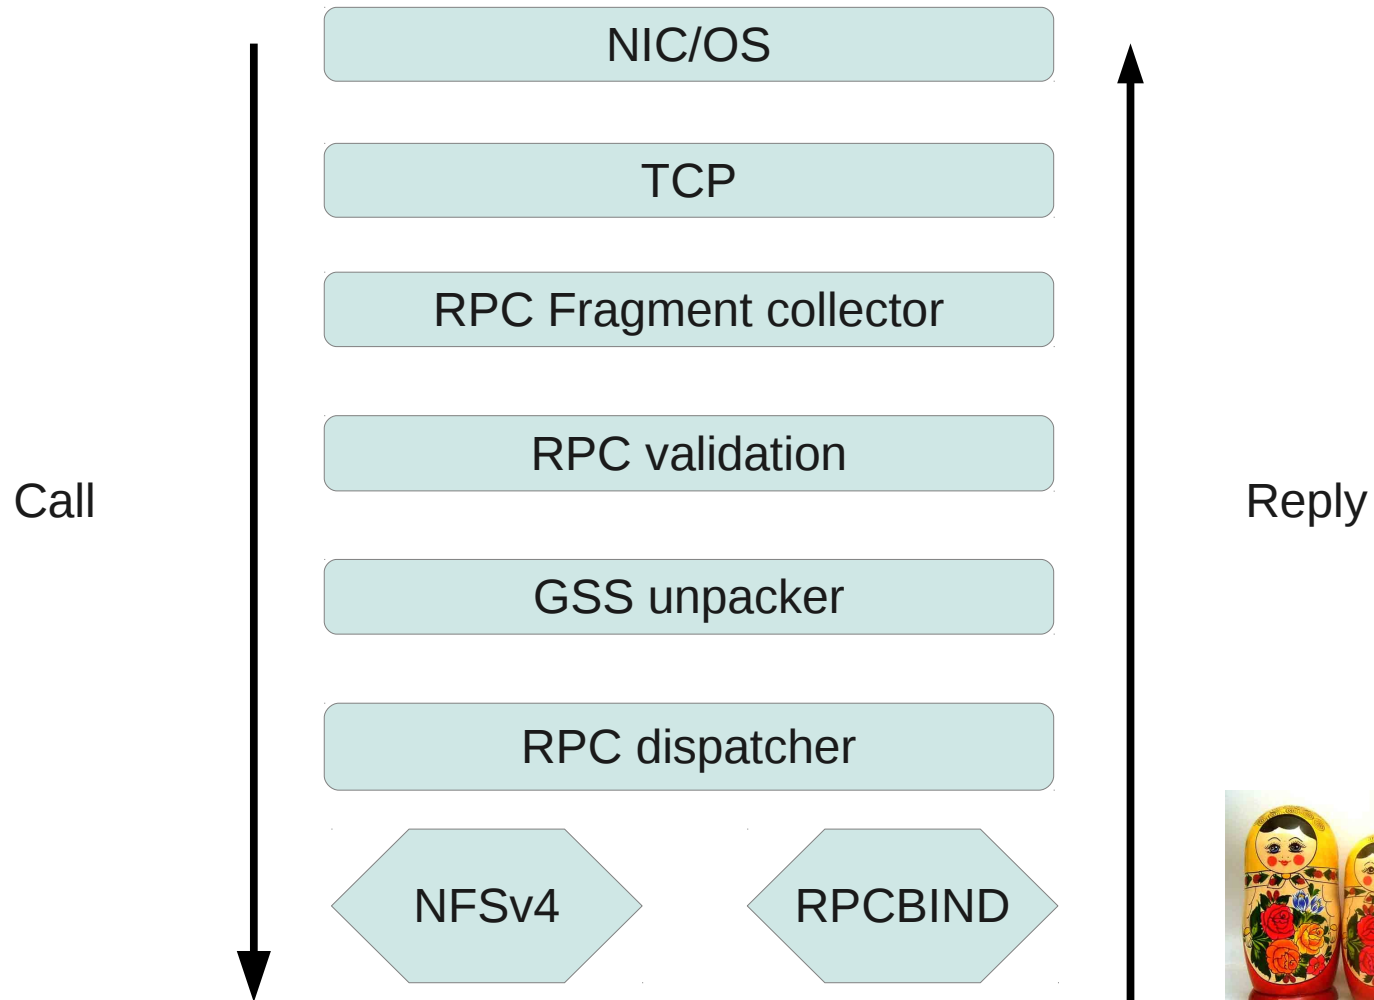 NIC/OS
TCP
RPC Fragment collector
RPC validation
Call
Reply
GSS unpacker
RPC dispatcher
NFSv4
RPCBIND